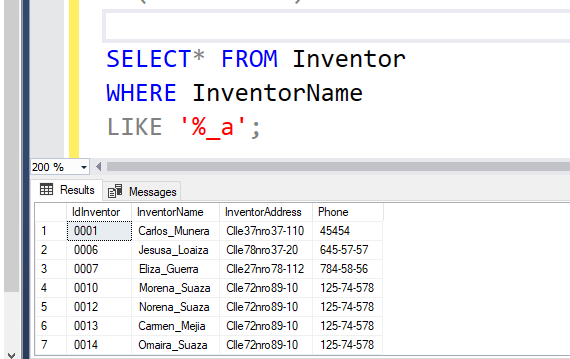 SELECT* FROM Inventor
WHERE InventorName
LIKE '%_a';
200 %
Results Messages
IdInventor InventorName InventorAddress Phone
1 0001 Carlos_Munera Clle37nro37-110 45454
2 0006 Jesusa_Loaiza Clle78nro37-20 645-57-57
3 0007 Eliza_Guerra Clle27nro78-112 784-58-56
4 0010 Morena_Suaza Clle72nro89-10 125-74-578
5 0012 Norena_Suaza Clle72nro89-10 125-74-578
6 0013 Carmen_Mejia Clle72nro89-10 125-74-578
7 0014 Omaira_Suaza Clle72nro89-10 125-74-578